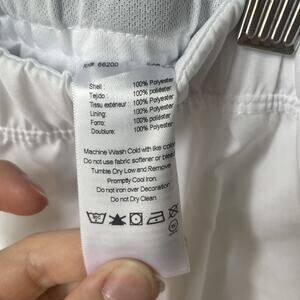 RN# 66200
Shell : 100% Polyester
Tejido : 100% poliéster
Tissu extérieur : 100% polyester
Lining: 100% Polyester
Forro: 100% poliéster
Doublure: 100% polyester
Machine Wash Cold with like colors
Do not use fabric softener or bleach
Tumble Dry Low and Remove
Promptly Cool iron.
Do not iron over Decoration
Do not Dry Clean